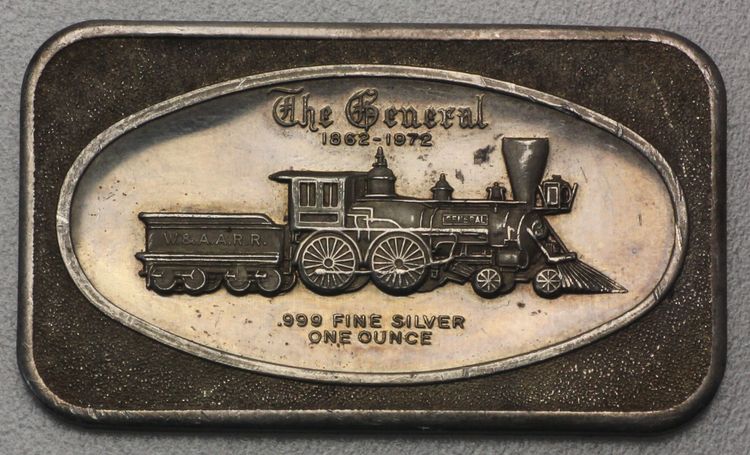 The General
1862-1972
GENERAL
W.& A.A.R.R.
.999 FINE SILVER
ONE OUNCE